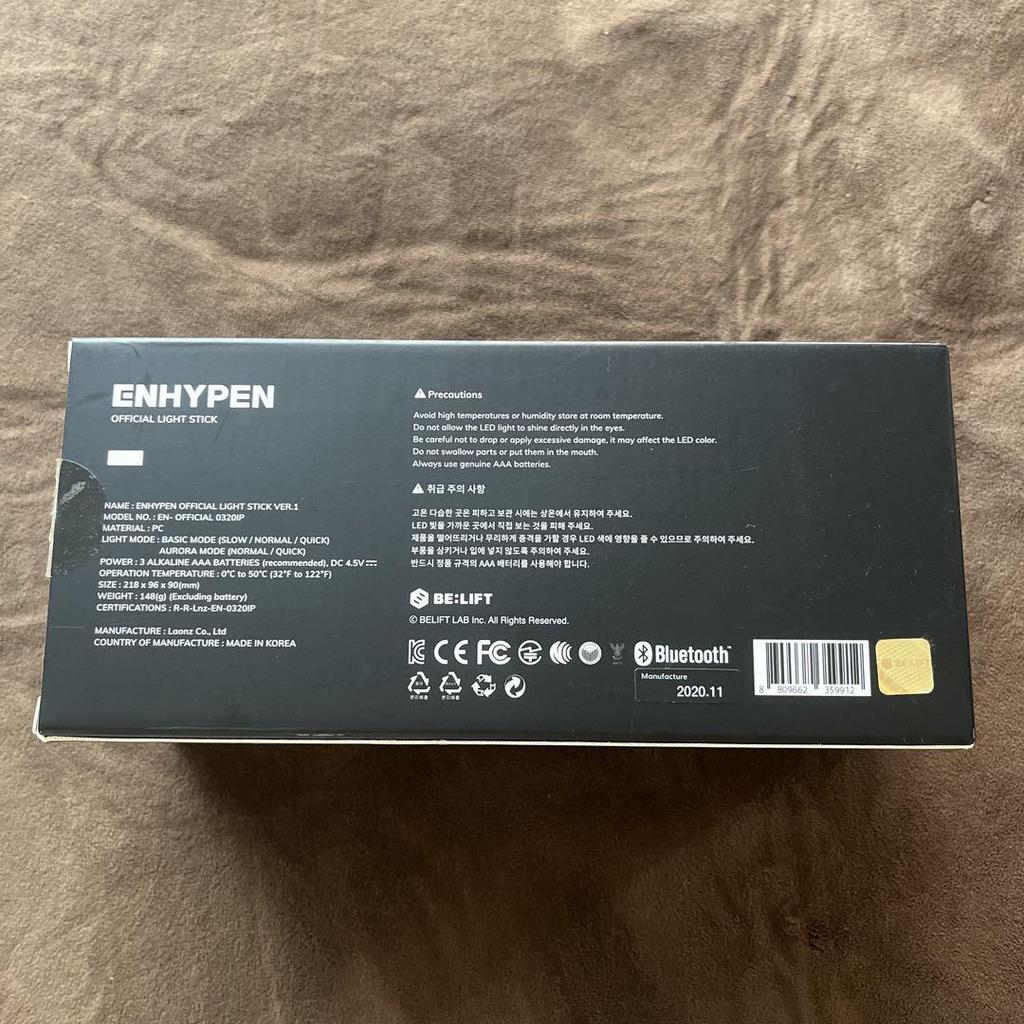 ENHYPEN
OFFICIAL LIGHT STICK
NAME : ENHYPEN OFFICIAL LIGHT STICK VER.1
MODEL NO. : EN- OFFICIAL 0320IP
MATERIAL : PC
LIGHT MODE : BASIC MODE (SLOW / NORMAL / QUICK)
AURORA MODE (NORMAL / QUICK)
POWER : 3 ALKALINE AAA BATTERIES (recommended), DC 4.5V
OPERATION TEMPERATURE : 0°C to 50°C (32°F to 122°F)
SIZE : 218 x 96 x 90(mm)
WEIGHT : 148(g) (Excluding battery)
CERTIFICATIONS : R-R-Lnz-EN-0320IP
MANUFACTURE : Laonz Co., Ltd
COUNTRY OF MANUFACTURE : MADE IN KOREA
Precautions
Avoid high temperatures or humidity store at room temperature.
Do not allow the LED light to shine directly in the eyes.
Be careful not to drop or apply excessive damage, it may affect the LED color.
Do not swallow parts or put them in the mouth.
Always use genuine AAA batteries.
취급 주의 사항
고온 다습한 곳은 피하고 보관 시에는 상온에서 유지하여 주세요.
LED 빛을 가까운 곳에서 직접 보는 것을 피해 주세요.
제품을 떨어뜨리거나 무리하게 충격을 가할 경우 LED 색에 영향을 줄 수 있으므로 주의하여 주세요.
부품을 삼키거나 입에 넣지 않도록 주의하여 주세요.
반드시 정품 규격의 AAA 배터리를 사용해야 합니다.
BE:LIFT
© BELIFT LAB Inc. All Rights Reserved.
CE FC Bluetooth™
Manufacture
2020.11
8 809662 359912
BE:LIFT